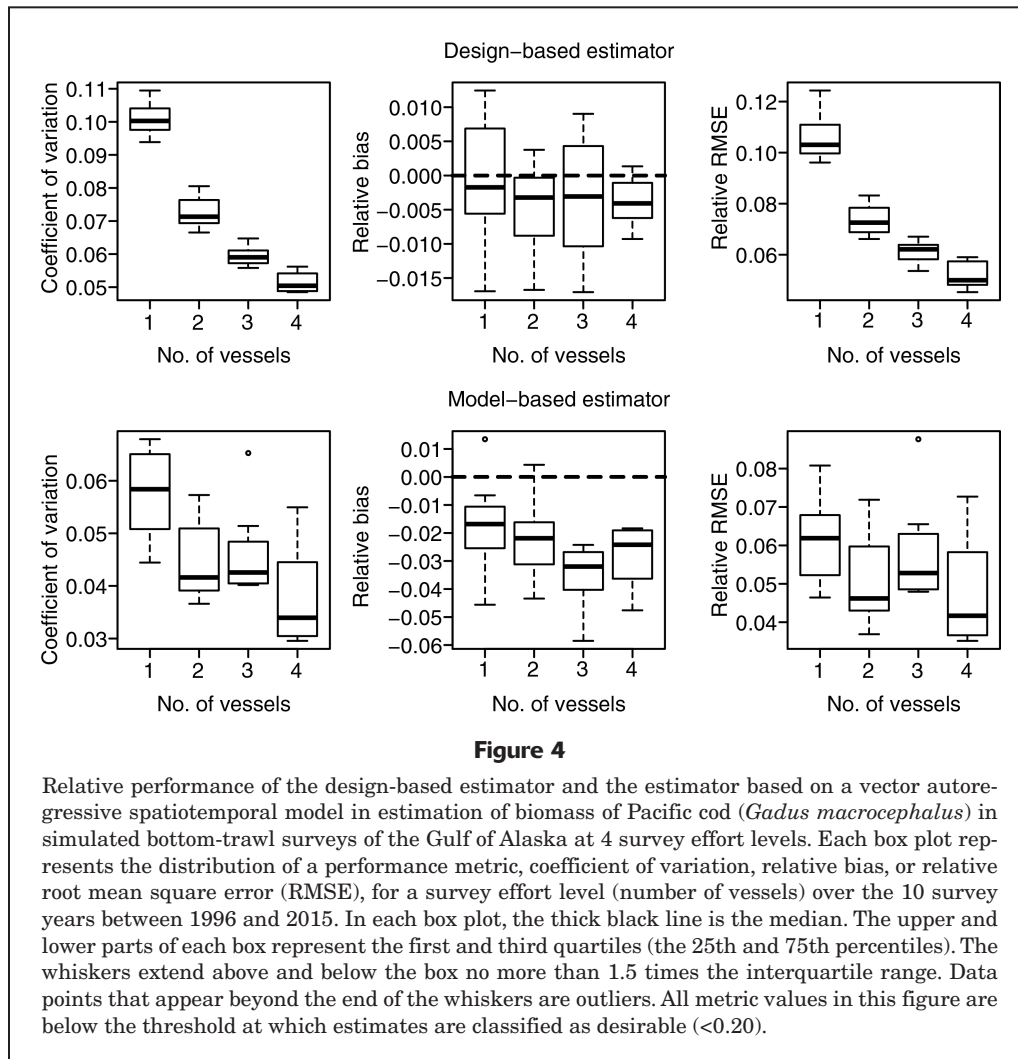 Design−based estimator
Coefficient of variation
0.11
0.10
0.09
0.08
0.07
0.06
0.05
1 2 3 4
No. of vessels
Relative bias
0.010
0.005
0.000
−0.005
−0.010
−0.015
1 2 3 4
No. of vessels
Relative RMSE
0.12
0.10
0.08
0.06
1 2 3 4
No. of vessels
Model−based estimator
Coefficient of variation
0.06
0.05
0.04
0.03
1 2 3 4
No. of vessels
Relative bias
0.01
0.00
−0.01
−0.02
−0.03
−0.04
−0.05
−0.06
1 2 3 4
No. of vessels
Relative RMSE
0.08
0.07
0.06
0.05
0.04
1 2 3 4
No. of vessels
Figure 4
Relative performance of the design-based estimator and the estimator based on a vector autore-
gressive spatiotemporal model in estimation of biomass of Pacific cod (Gadus macrocephalus) in
simulated bottom-trawl surveys of the Gulf of Alaska at 4 survey effort levels. Each box plot rep-
resents the distribution of a performance metric, coefficient of variation, relative bias, or relative
root mean square error (RMSE), for a survey effort level (number of vessels) over the 10 survey
years between 1996 and 2015. In each box plot, the thick black line is the median. The upper and
lower parts of each box represent the first and third quartiles (the 25th and 75th percentiles). The
whiskers extend above and below the box no more than 1.5 times the interquartile range. Data
points that appear beyond the end of the whiskers are outliers. All metric values in this figure are
below the threshold at which estimates are classified as desirable (<0.20).